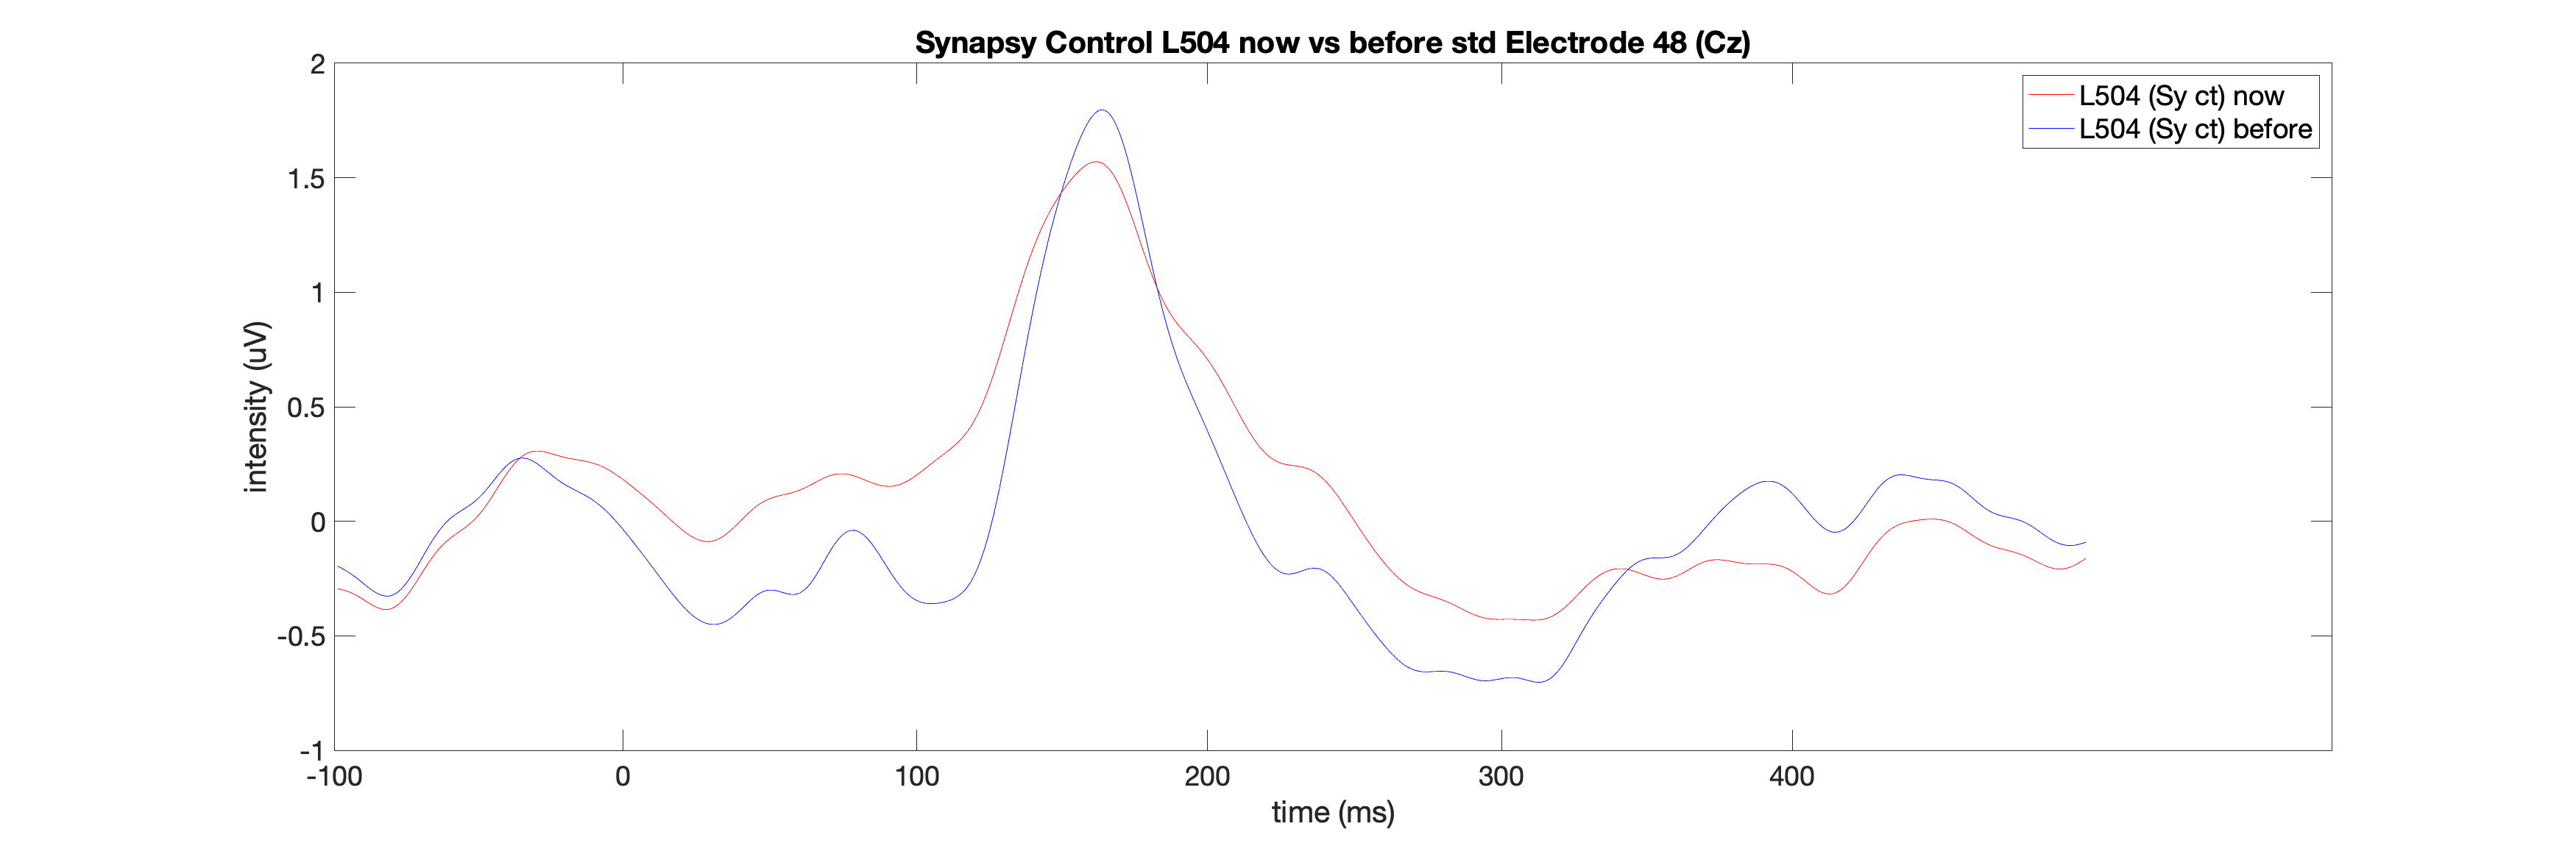 Synapsy Control L504 now vs before std Electrode 48 (Cz)
L504 (Sy ct) now
L504 (Sy ct) before
intensity (uV)
2
1.5
1
0.5
0
-0.5
-1
-100 0 100 200 300 400
time (ms)